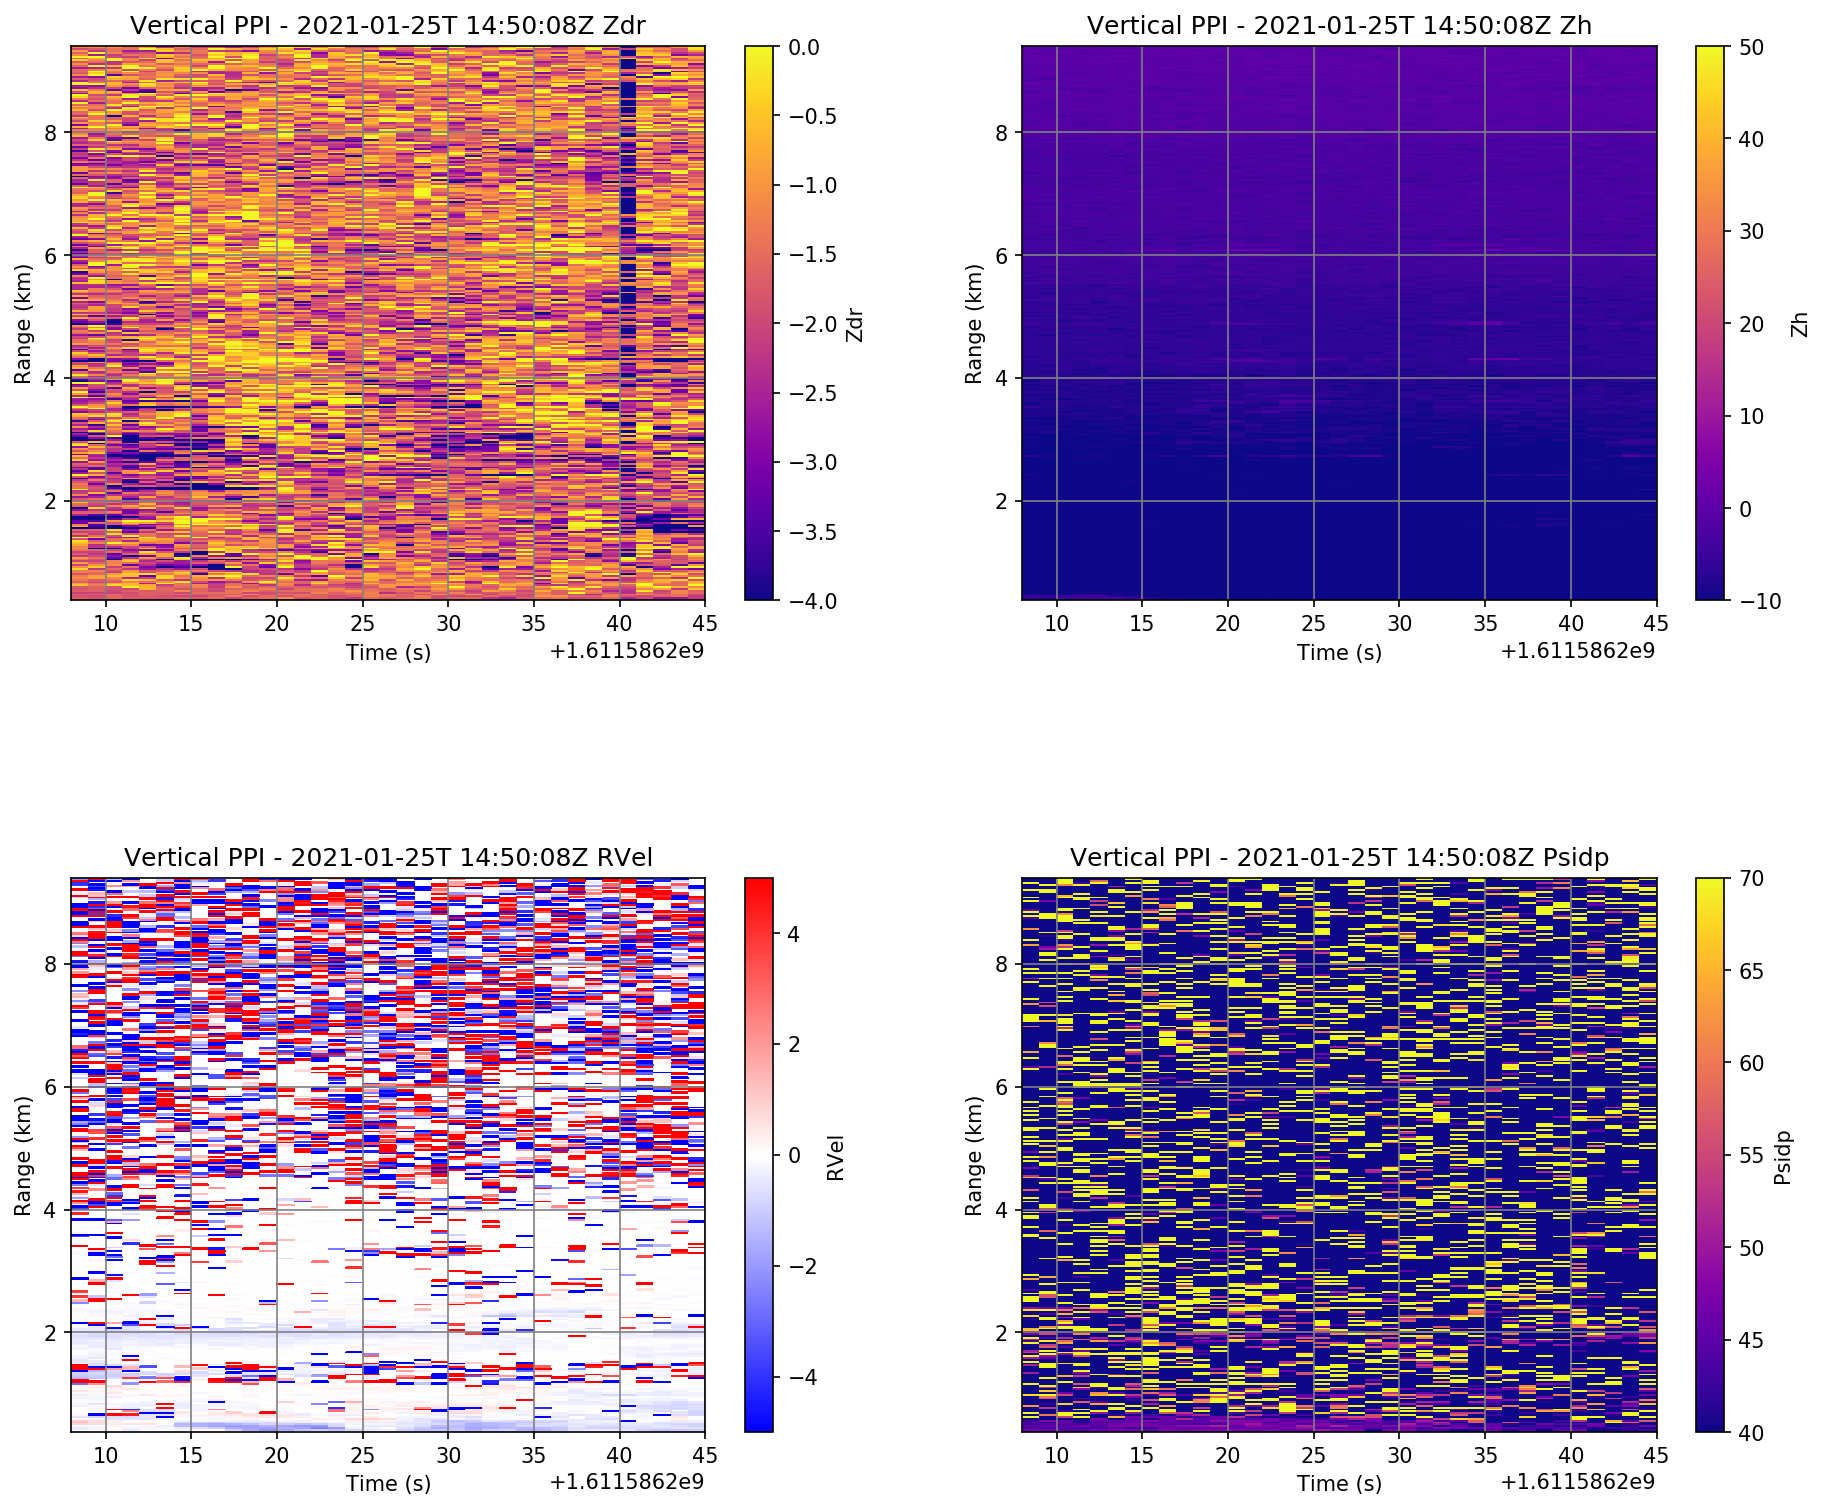 Vertical PPI - 2021-01-25T 14:50:08Z Zdr
Range (km)
8
6
4
2
10 15 20 25 30 35 40 45
Time (s)
+1.6115862e9
0.0
−0.5
−1.0
−1.5
−2.0
−2.5
−3.0
−3.5
−4.0
Zdr
Vertical PPI - 2021-01-25T 14:50:08Z Zh
Range (km)
8
6
4
2
10 15 20 25 30 35 40 45
Time (s)
+1.6115862e9
50
40
30
20
10
0
−10
Zh
Vertical PPI - 2021-01-25T 14:50:08Z RVel
Range (km)
8
6
4
2
10 15 20 25 30 35 40 45
Time (s)
+1.6115862e9
4
2
0
−2
−4
RVel
Vertical PPI - 2021-01-25T 14:50:08Z Psidp
Range (km)
8
6
4
2
10 15 20 25 30 35 40 45
Time (s)
+1.6115862e9
70
65
60
55
50
45
40
Psidp